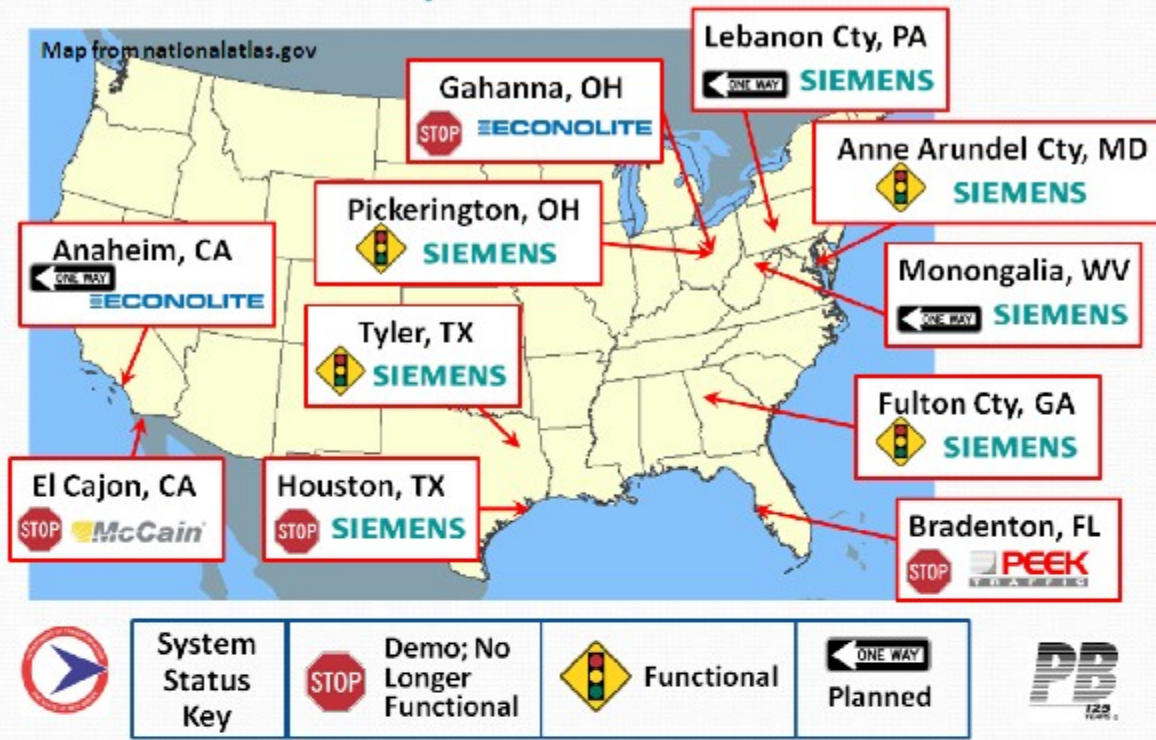 Map from nationalatlas.gov
Lebanon Cty, PA
ONE WAY SIEMENS
Gahanna, OH
STOP ECONOLITE
Anne Arundel Cty, MD
SIEMENS
Pickerington, OH
SIEMENS
Anaheim, CA
ONE WAY
ECONOLITE
Monongalia, WV
ONE WAY SIEMENS
Tyler, TX
SIEMENS
Fulton Cty, GA
SIEMENS
El Cajon, CA
STOP McCain
Houston, TX
STOP SIEMENS
Bradenton, FL
STOP PEEK
TRAFFIC
System
Status
Key
STOP
Demo; No
Longer
Functional
Functional
ONE WAY
Planned
PB
125
YEARS